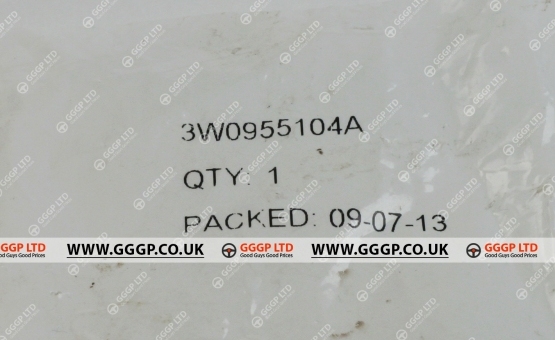 3W0955104A
QTY: 1
PACKED: 09-07-13
GGGP LTD WWW.GGGP.CO.UK GGGP LTD WWW.GGGP.CO.UK GGGP LTD
Good Guys Good Prices Good Guys Good Prices Good Guys Good Prices